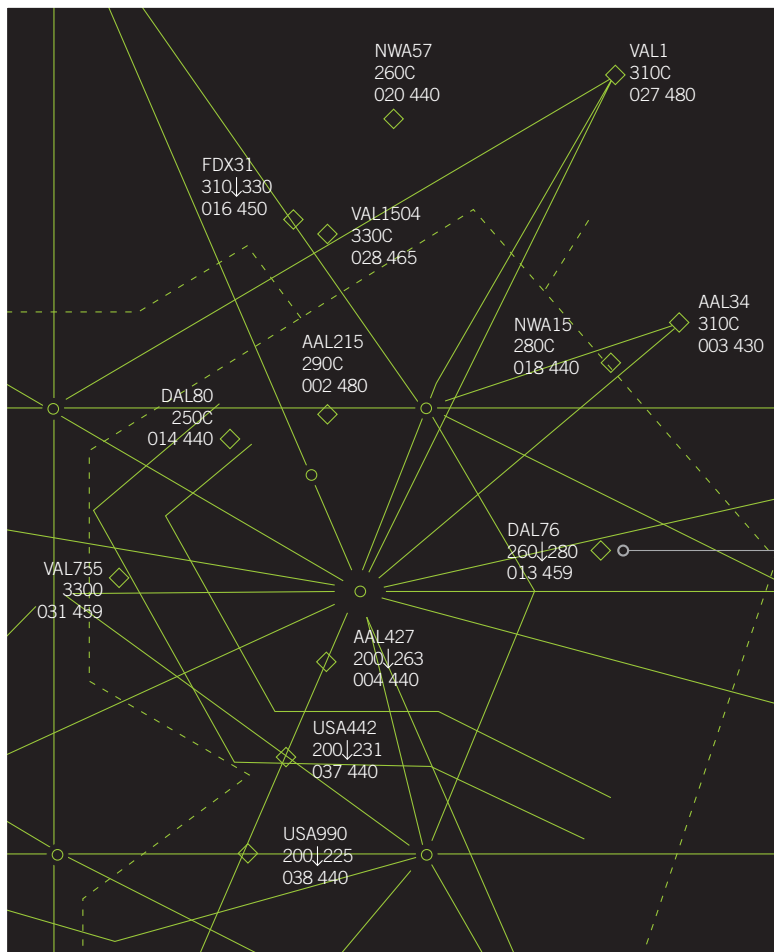 NWA57
260C
020 440
VAL1
310C
027 480
FDX31
310↓330
016 450
VAL1504
330C
028 465
AAL34
310C
003 430
NWA15
280C
018 440
AAL215
290C
002 480
DAL80
250C
014 440
DAL76
260↓280
013 459
VAL755
3300
031 459
AAL427
200↓263
004 440
USA442
200↓231
037 440
USA990
200↓225
038 440